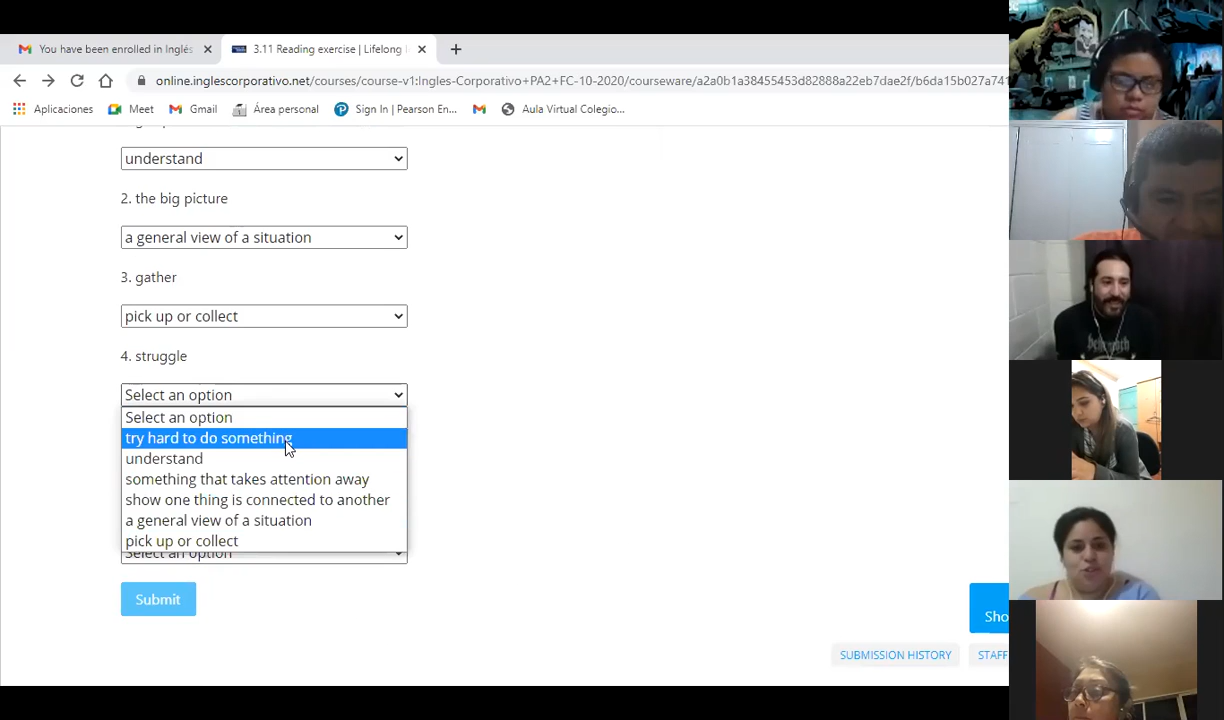 You have been enrolled in Inglés
3.11 Reading exercise | Lifelong
online.inglescorporativo.net/courses/course-v1:Ingles-Corporativo+PA2+FC-10-2020/courseware/a2a0b1a38455453d82888a22eb7dae2f/b6da15b027a741
Aplicaciones
Meet
Gmail
Área personal
Sign In | Pearson En...
Aula Virtual Colegio...
understand
2. the big picture
a general view of a situation
3. gather
pick up or collect
4. struggle
Select an option
Select an option
try hard to do something
understand
something that takes attention away
show one thing is connected to another
a general view of a situation
pick up or collect
Select an option
Submit
Sho
SUBMISSION HISTORY
STAFF